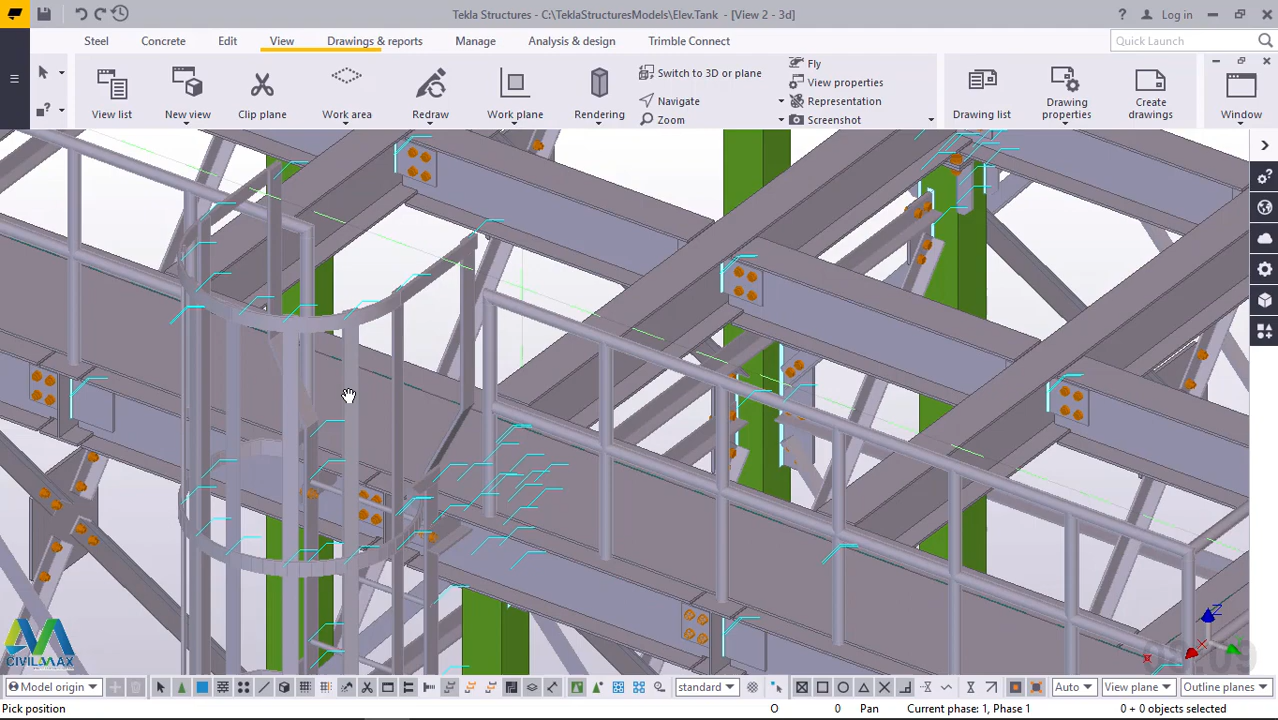 Tekla Structures - C:\TeklaStructuresModels\Elev.Tank - [View 2 - 3d]
Log in
Steel Concrete Edit View Drawings & reports Manage Analysis & design Trimble Connect Quick Launch
View list
New view
Clip plane
Work area
Redraw
Work plane
Rendering
Switch to 3D or plane
Navigate
Zoom
Fly
View properties
Representation
Screenshot
Drawing list
Drawing properties
Create drawings
Window
Z
CIVILMAX
Model origin standard Auto View plane Outline planes
Pick position O 0 Pan Current phase: 1, Phase 1 0 + 0 objects selected